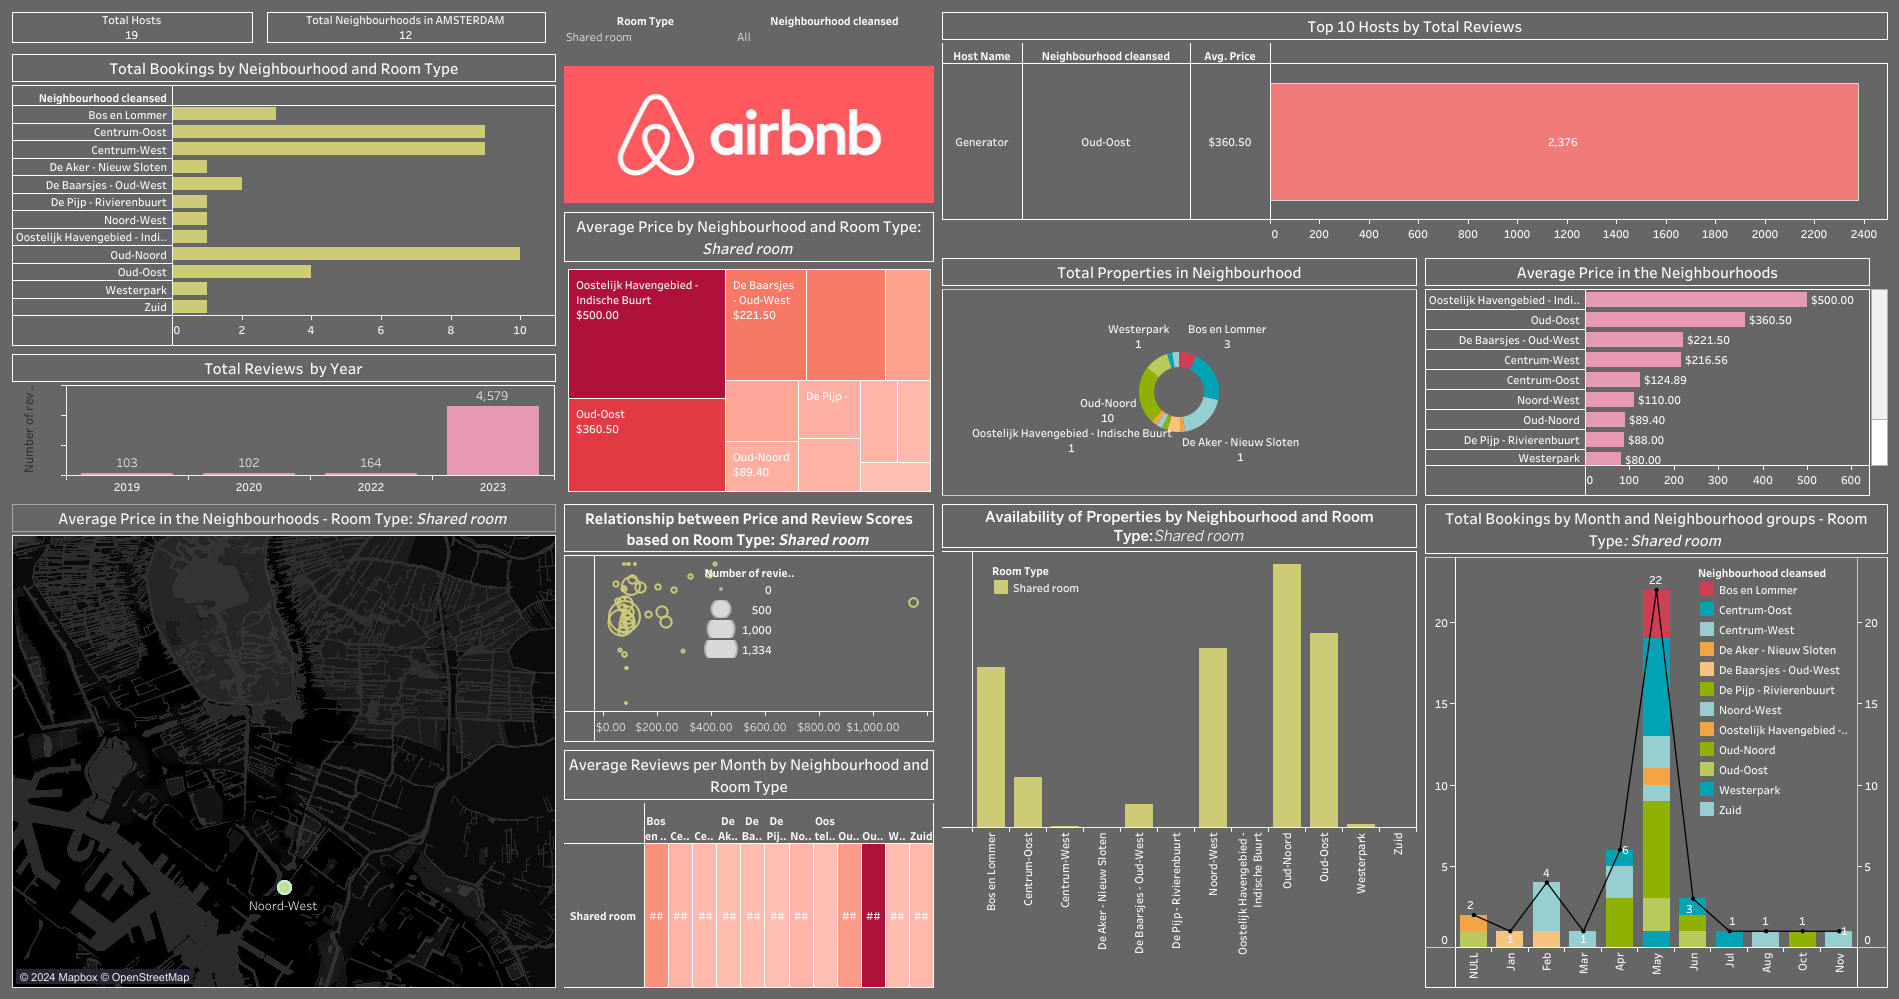 Total Hosts
19
Total Neighbourhoods in AMSTERDAM
12
Room Type
Shared room
Neighbourhood cleansed
All
Total Bookings by Neighbourhood and Room Type
Neighbourhood cleansed
Bos en Lommer
Centrum-Oost
Centrum-West
De Aker - Nieuw Sloten
De Baarsjes - Oud-West
De Pijp - Rivierenbuurt
Noord-West
Oostelijk Havengebied - Indi..
Oud-Noord
Oud-Oost
Westerpark
Zuid
0 2 4 6 8 10
airbnb
Top 10 Hosts by Total Reviews
Host Name Neighbourhood cleansed Avg. Price
Generator Oud-Oost $360.50 2,376
0 200 400 600 800 1000 1200 1400 1600 1800 2000 2200 2400
Total Reviews by Year
Number of rev..
103 102 164 4,579
2019 2020 2022 2023
Average Price by Neighbourhood and Room Type:
Shared room
Oostelijk Havengebied -
Indische Buurt
$500.00
Oud-Oost
$360.50
De Baarsjes
- Oud-West
$221.50
De Pijp -
Oud-Noord
$89.40
Total Properties in Neighbourhood
Westerpark
1
Bos en Lommer
3
Oud-Noord
10
Oostelijk Havengebied - Indische Buurt
1
De Aker - Nieuw Sloten
1
Average Price in the Neighbourhoods
Oostelijk Havengebied - Indi.. $500.00
Oud-Oost $360.50
De Baarsjes - Oud-West $221.50
Centrum-West $216.56
Centrum-Oost $124.89
Noord-West $110.00
Oud-Noord $89.40
De Pijp - Rivierenbuurt $88.00
Westerpark $80.00
0 100 200 300 400 500 600
Average Price in the Neighbourhoods - Room Type: Shared room
Noord-West
© 2024 Mapbox © OpenStreetMap
Relationship between Price and Review Scores
based on Room Type: Shared room
Number of revie..
0
500
1,000
1,334
$0.00 $200.00 $400.00 $600.00 $800.00 $1,000.00
Average Reviews per Month by Neighbourhood and
Room Type
Bos
en ..
Ce..
Ce..
De
Ak..
De
Ba..
De
Pij..
No..
Oos
tel..
Ou..
Ou..
W..
Zuid
Shared room ## ## ## ## ## ## ## ## ## ## ##
Availability of Properties by Neighbourhood and Room
Type:Shared room
Room Type
Shared room
Bos en Lommer
Centrum-Oost
Centrum-West
De Aker - Nieuw Sloten
De Baarsjes - Oud-West
De Pijp - Rivierenbuurt
Noord-West
Oostelijk Havengebied -
Indische Buurt
Oud-Noord
Oud-Oost
Westerpark
Zuid
Total Bookings by Month and Neighbourhood groups - Room
Type: Shared room
Neighbourhood cleansed
Bos en Lommer
Centrum-Oost
Centrum-West
De Aker - Nieuw Sloten
De Baarsjes - Oud-West
De Pijp - Rivierenbuurt
Noord-West
Oostelijk Havengebied -..
Oud-Noord
Oud-Oost
Westerpark
Zuid
20
15
10
5
0
20
15
10
5
0
2 1 4 1 6 22 3 1 1 1 1
NULL Jan Feb Mar Apr May Jun Jul Aug Oct Nov